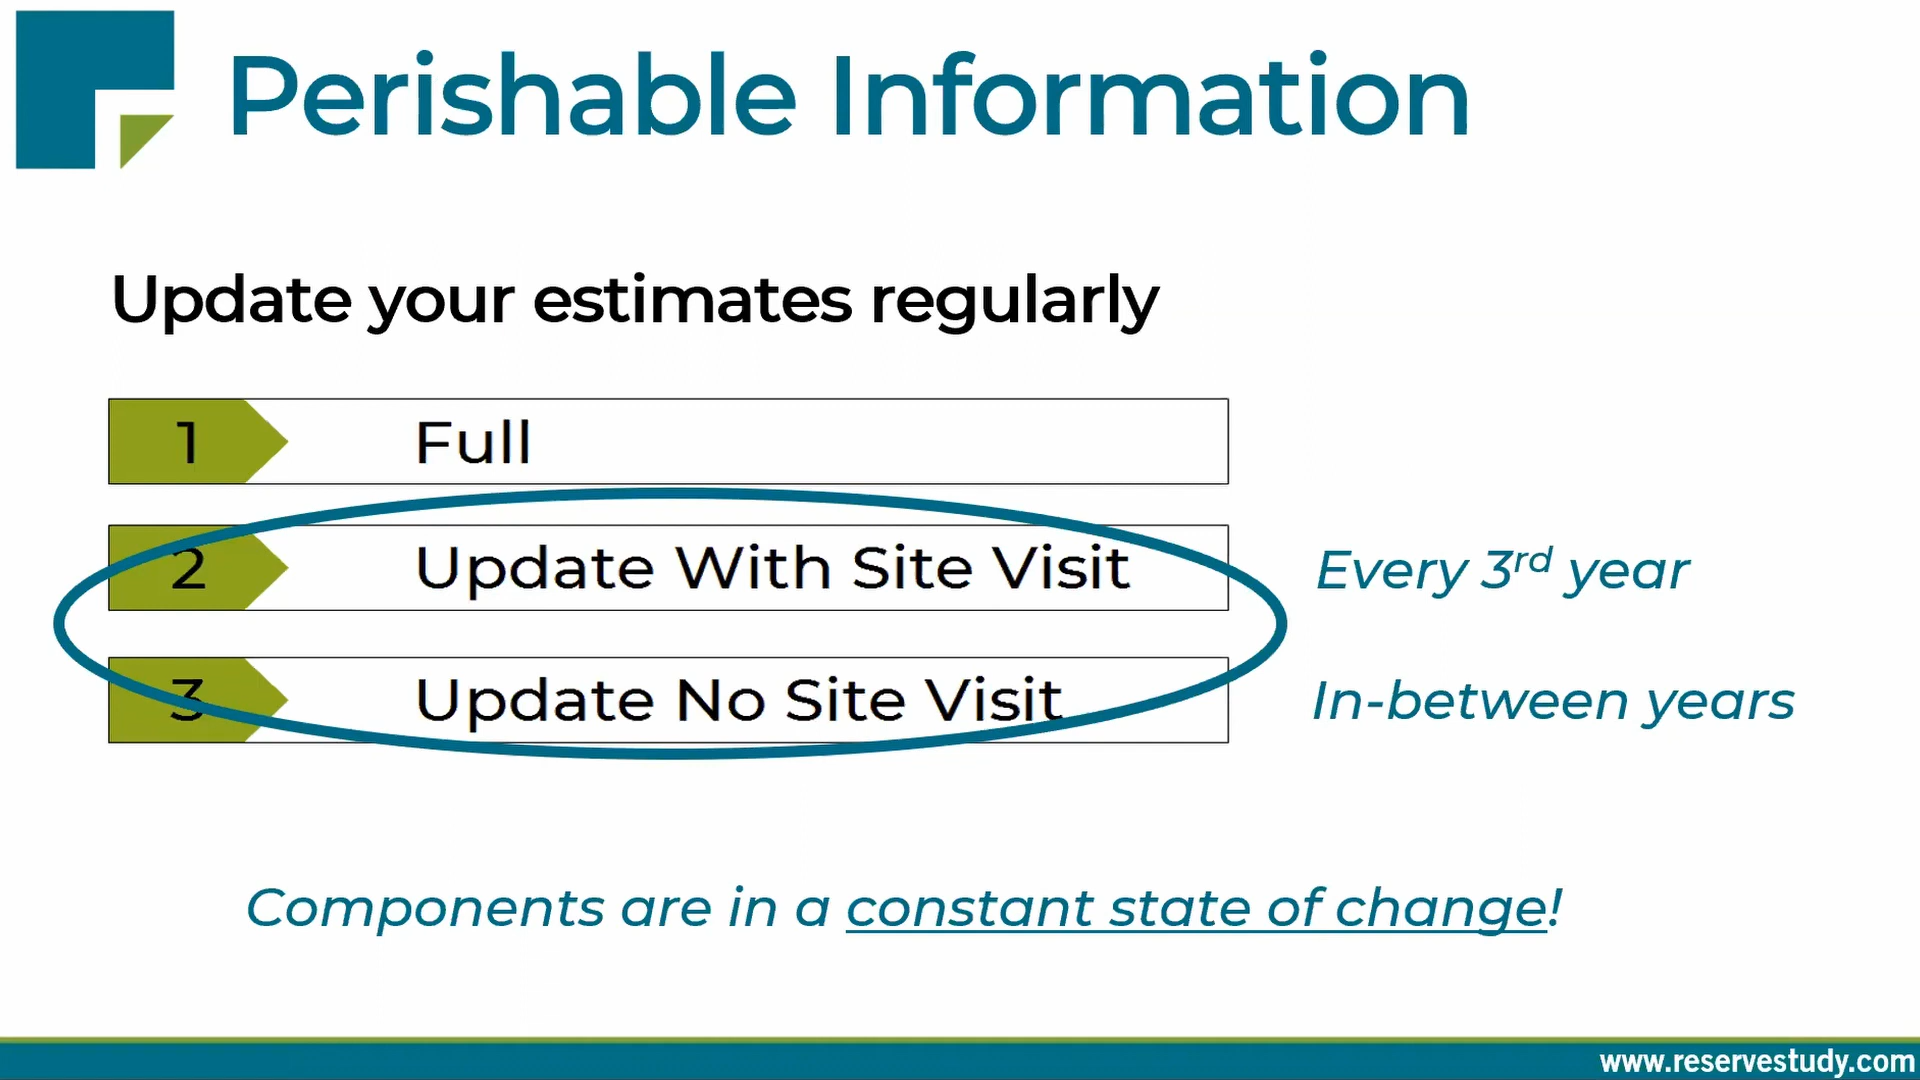 Perishable Information
Update your estimates regularly
1 Full
2 Update With Site Visit Every 3rd year
3 Update No Site Visit In-between years
Components are in a constant state of change!
www.reservestudy.com